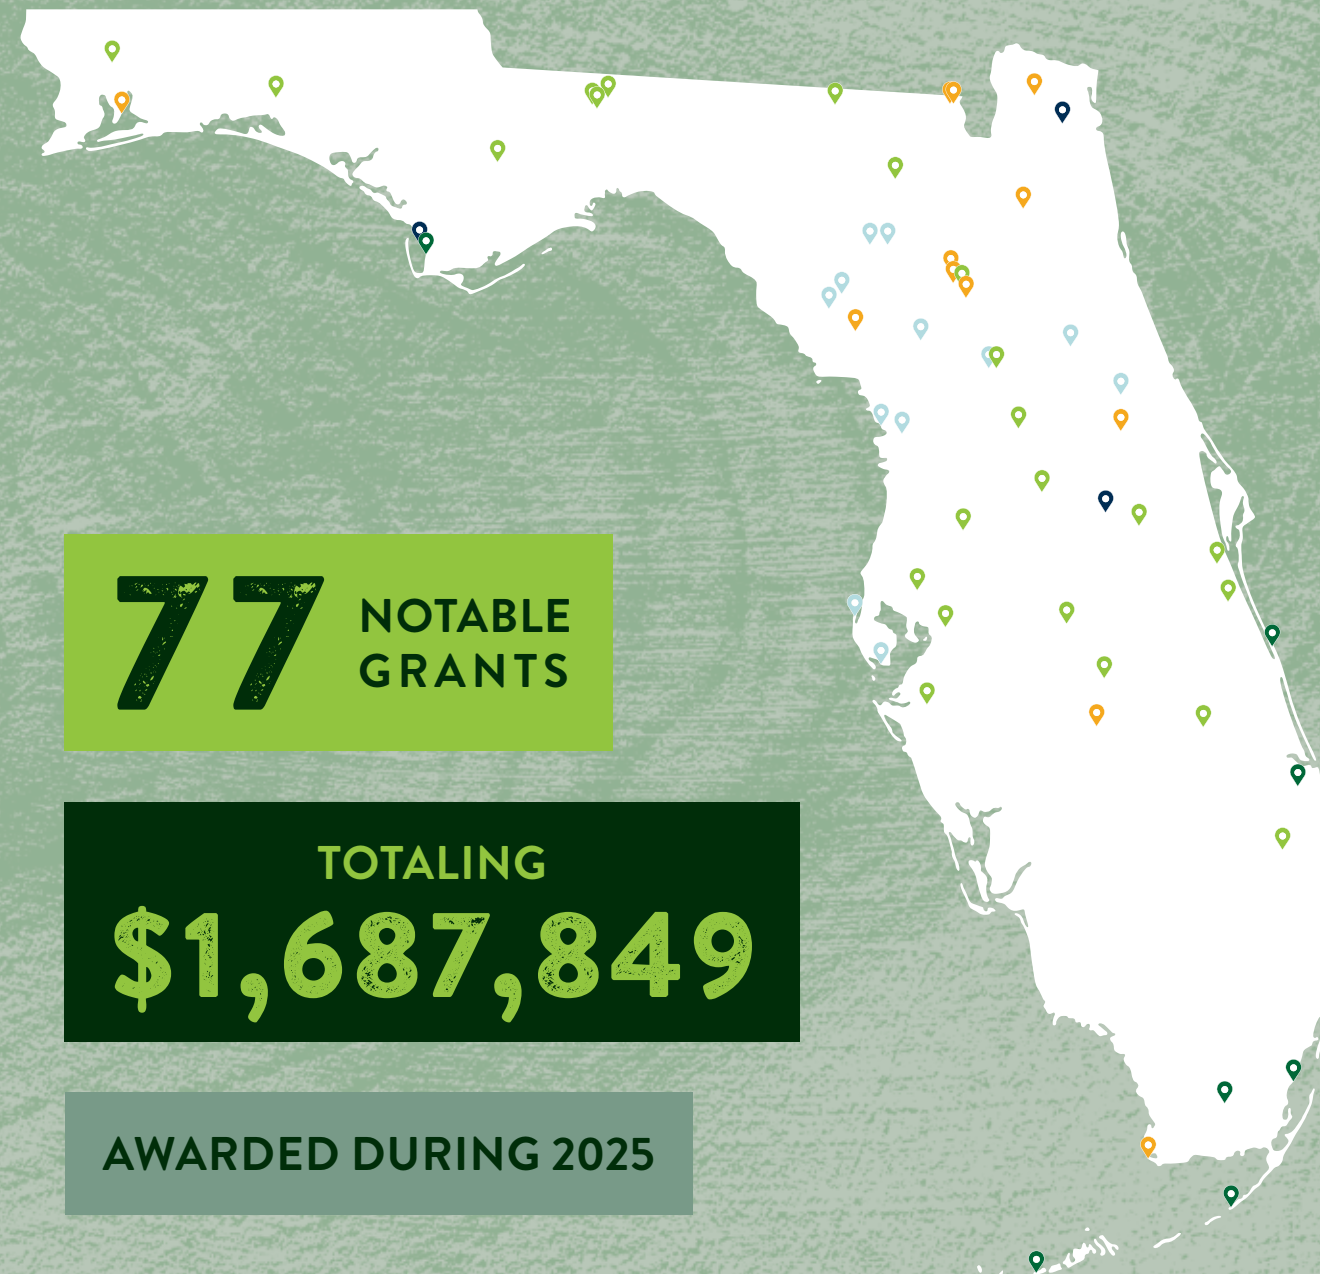 77 NOTABLE
GRANTS
TOTALING
$1,687,849
AWARDED DURING 2025